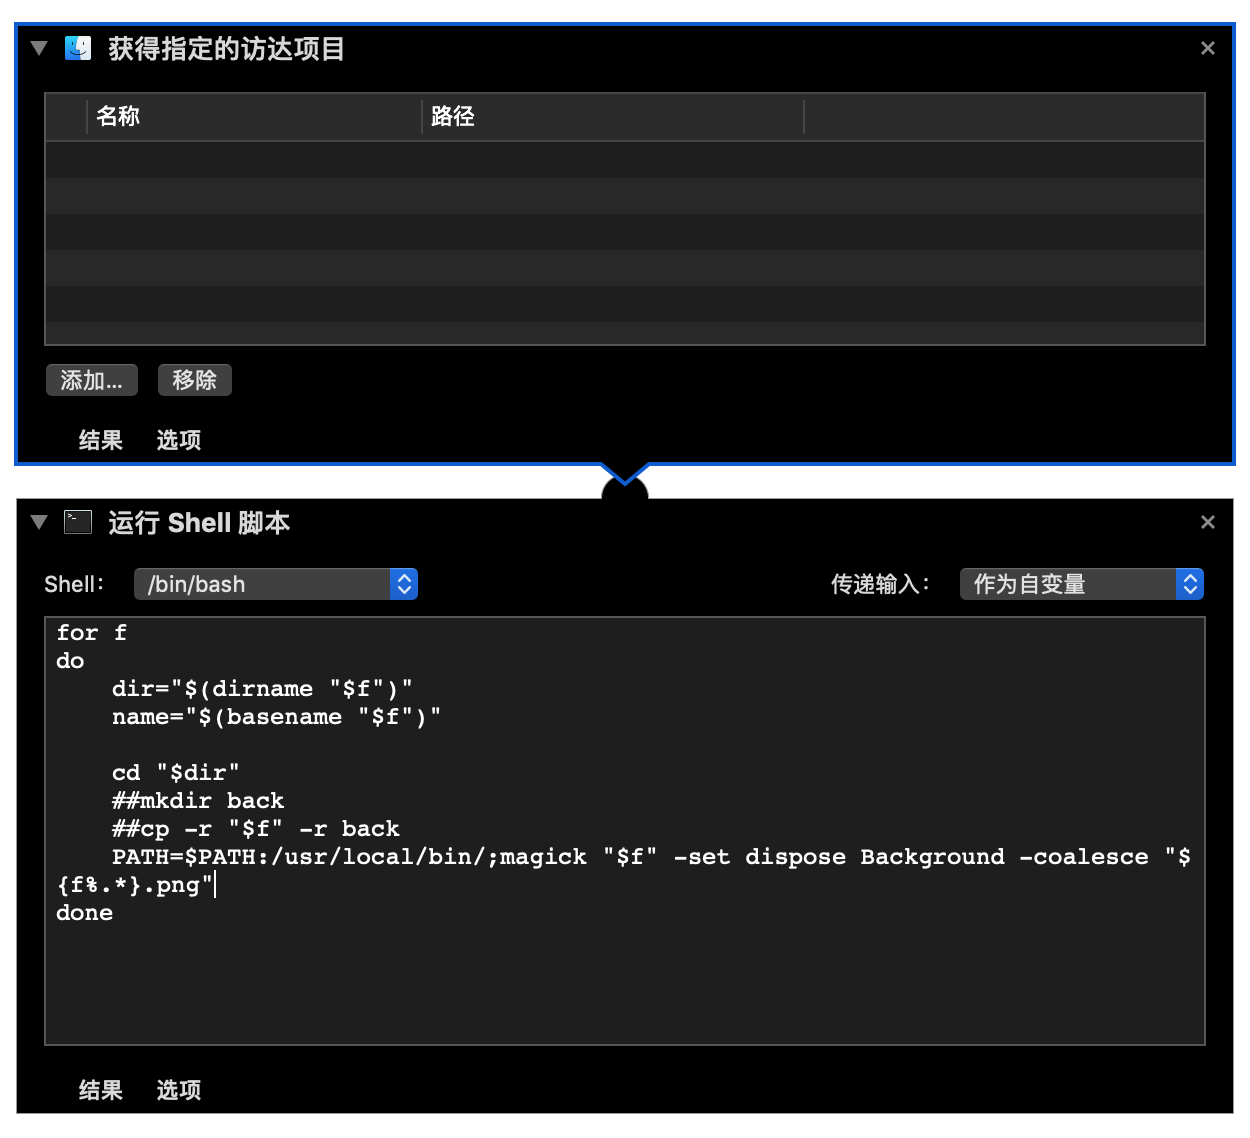 获得指定的访达项目
名称 路径
添加... 移除
结果 选项
运行 Shell 脚本
Shell: /bin/bash 传递输入: 作为自变量
for f
do
    dir="$(dirname "$f")"
    name="$(basename "$f")"
    cd "$dir"
    ##mkdir back
    ##cp -r "$f" -r back
    PATH=$PATH:/usr/local/bin/;magick "$f" -set dispose Background -coalesce "$
{f%.*}.png"
done
结果 选项